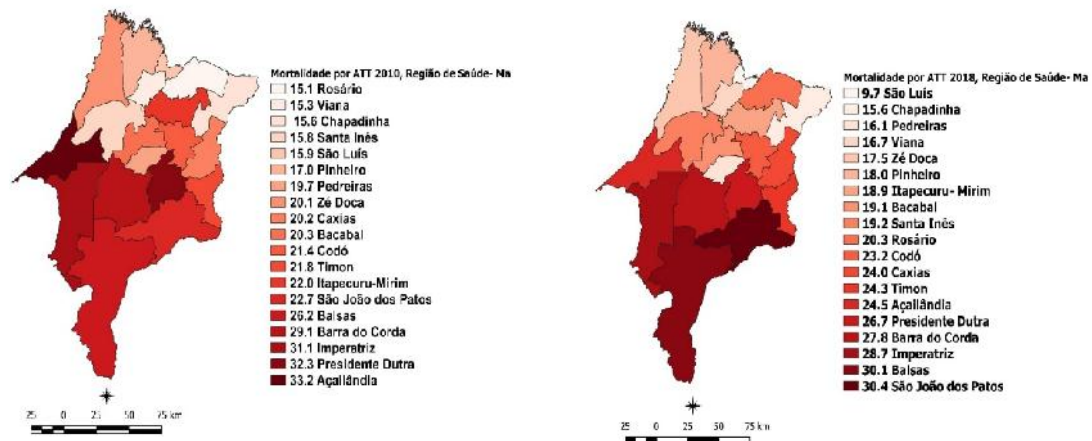 Mortalidade por ATT 2010, Região de Saúde- Ma
15.1 Rosário
15.3 Viana
15.6 Chapadinha
15.8 Santa Inês
15.9 São Luís
17.0 Pinheiro
19.7 Pedreiras
20.1 Zé Doca
20.2 Caxias
20.3 Bacabal
21.4 Codó
21.8 Timon
22.0 Itapecuru-Mirim
22.7 São João dos Patos
26.2 Balsas
29.1 Barra do Corda
31.1 Imperatriz
32.3 Presidente Dutra
33.2 Açailândia
25 0 25 50 75 km
Mortalidade por ATT 2018, Região de Saúde- Ma
9.7 São Luís
15.6 Chapadinha
16.1 Pedreiras
16.7 Viana
17.5 Zé Doca
18.0 Pinheiro
18.9 Itapecuru- Mirim
19.1 Bacabal
19.2 Santa Inês
20.3 Rosário
23.2 Codó
24.0 Caxias
24.3 Timon
24.5 Açailândia
26.7 Presidente Dutra
27.8 Barra do Corda
28.7 Imperatriz
30.1 Balsas
30.4 São João dos Patos
25 0 25 50 75 km